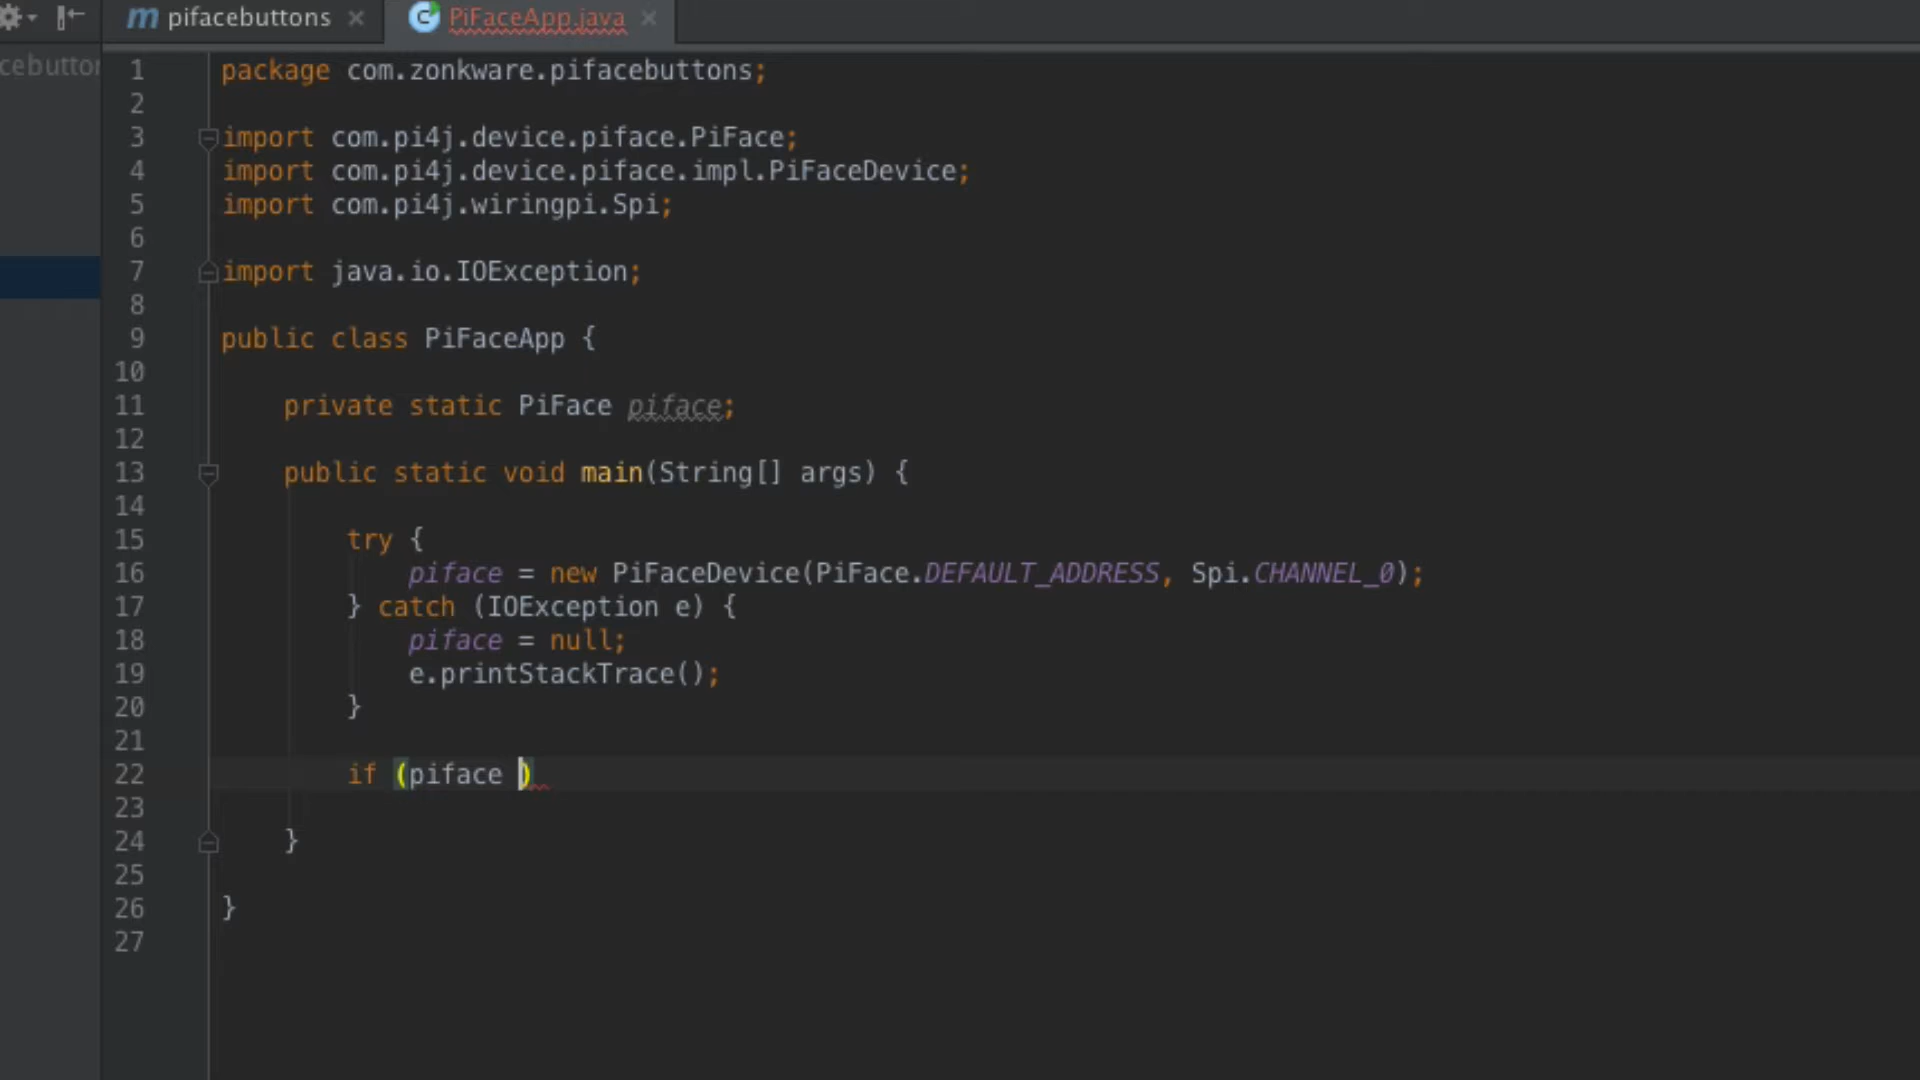 pifacebuttons
PiFaceApp.java
cebuttor
1 package com.zonkware.pifacebuttons;
2
3 import com.pi4j.device.piface.PiFace;
4 import com.pi4j.device.piface.impl.PiFaceDevice;
5 import com.pi4j.wiringpi.Spi;
6
7 import java.io.IOException;
8
9 public class PiFaceApp {
10
11 private static PiFace piface;
12
13 public static void main(String[] args) {
14
15 try {
16 piface = new PiFaceDevice(PiFace.DEFAULT_ADDRESS, Spi.CHANNEL_0);
17 } catch (IOException e) {
18 piface = null;
19 e.printStackTrace();
20 }
21
22 if (piface )
23
24 }
25
26 }
27